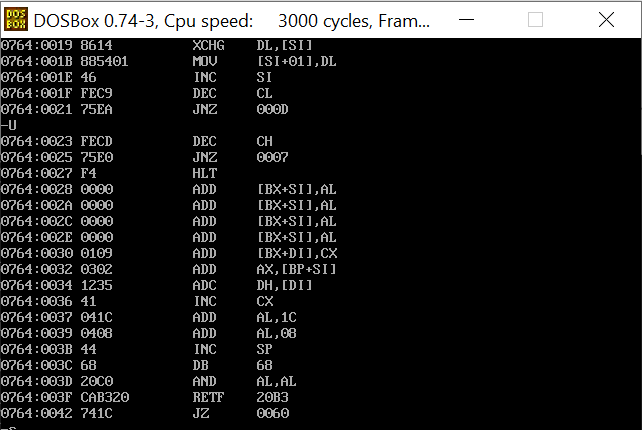 DOS
BOX
DOSBox 0.74-3, Cpu speed: 3000 cycles, Fram...
0764:0019 8614 XCHG DL,[SI]
0764:001B 885401 MOV [SI+01],DL
0764:001E 46 INC SI
0764:001F FEC9 DEC CL
0764:0021 75EA JNZ 000D
-U
0764:0023 FECD DEC CH
0764:0025 75E0 JNZ 0007
0764:0027 F4 HLT
0764:0028 0000 ADD [BX+SI],AL
0764:002A 0000 ADD [BX+SI],AL
0764:002C 0000 ADD [BX+SI],AL
0764:002E 0000 ADD [BX+SI],AL
0764:0030 0109 ADD [BX+DI],CX
0764:0032 0302 ADD AX,[BP+SI]
0764:0034 1235 ADC DH,[DI]
0764:0036 41 INC CX
0764:0037 041C ADD AL,1C
0764:0039 0408 ADD AL,08
0764:003B 44 INC SP
0764:003C 68 DB 68
0764:003D 20C0 AND AL,AL
0764:003F CAB320 RETF 20B3
0764:0042 741C JZ 0060